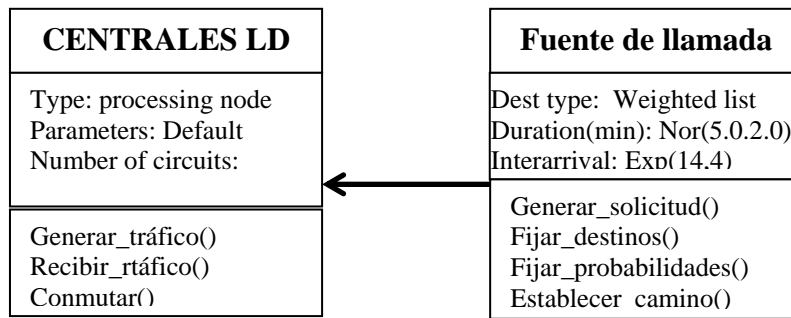 CENTRALES LD
Type: processing node
Parameters: Default
Number of circuits:
Generar_tráfico()
Recibir_rtáfico()
Conmutar()
Fuente de llamada
Dest type: Weighted list
Duration(min): Nor(5.0.2.0)
Interarrival: Exp(14.4)
Generar_solicitud()
Fijar_destinos()
Fijar_probabilidades()
Establecer_camino()